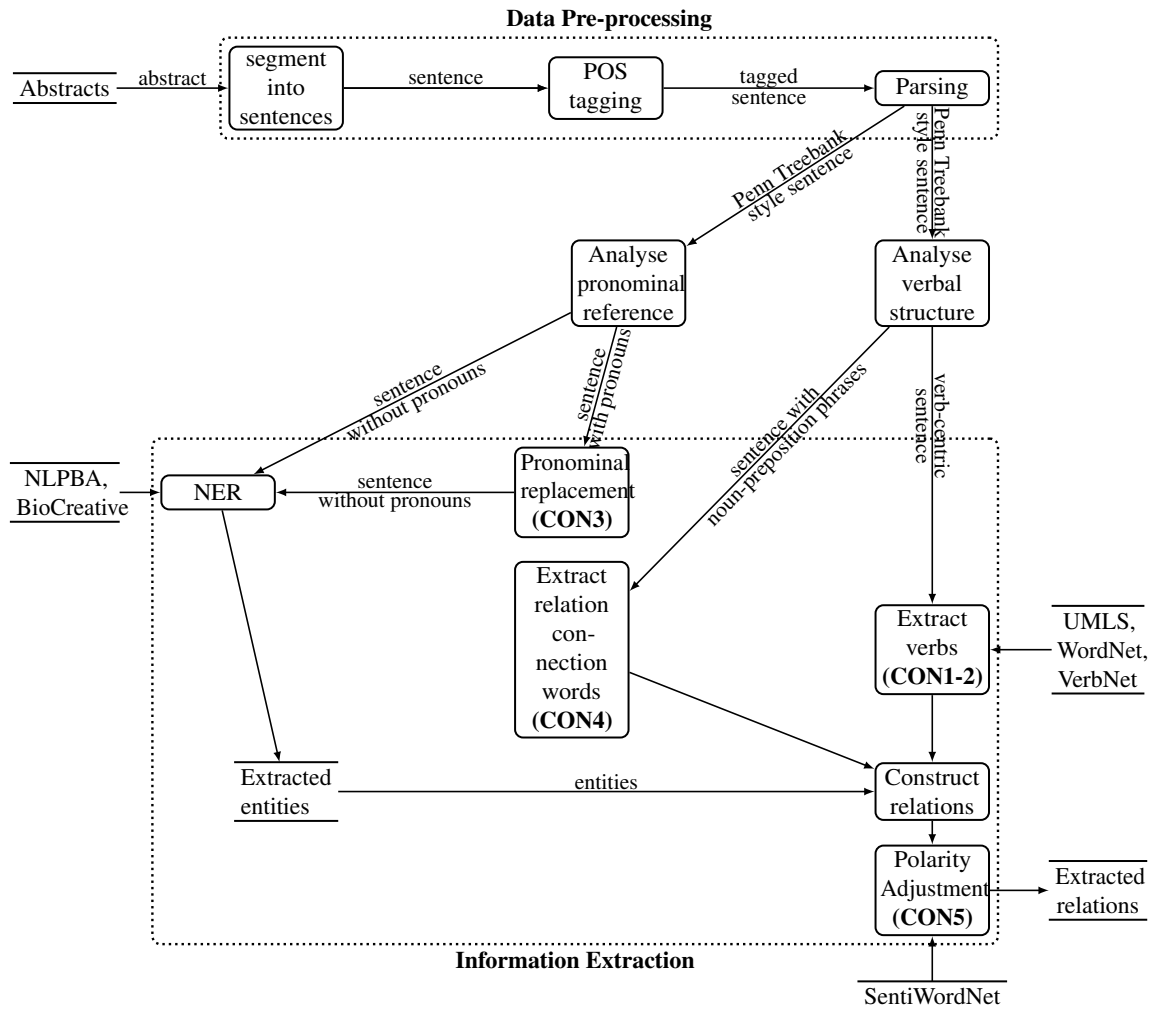 Data Pre-processing
Abstracts
abstract
segment
into
sentences
sentence
POS
tagging
tagged
sentence
Parsing
Penn Treebank
style sentence
Penn Treebank
style sentence
Analyse
pronominal
reference
Analyse
verbal
structure
sentence
without pronouns
sentence
with pronouns
sentence with
noun-preposition phrases
verb-centric
sentence
NLPBA,
BioCreative
NER
sentence
without pronouns
Pronominal
replacement
(CON3)
Extract
relation
con-
nection
words
(CON4)
Extract
verbs
(CON1-2)
UMLS,
WordNet,
VerbNet
Extracted
entities
entities
Construct
relations
Polarity
Adjustment
(CON5)
Extracted
relations
Information Extraction
SentiWordNet